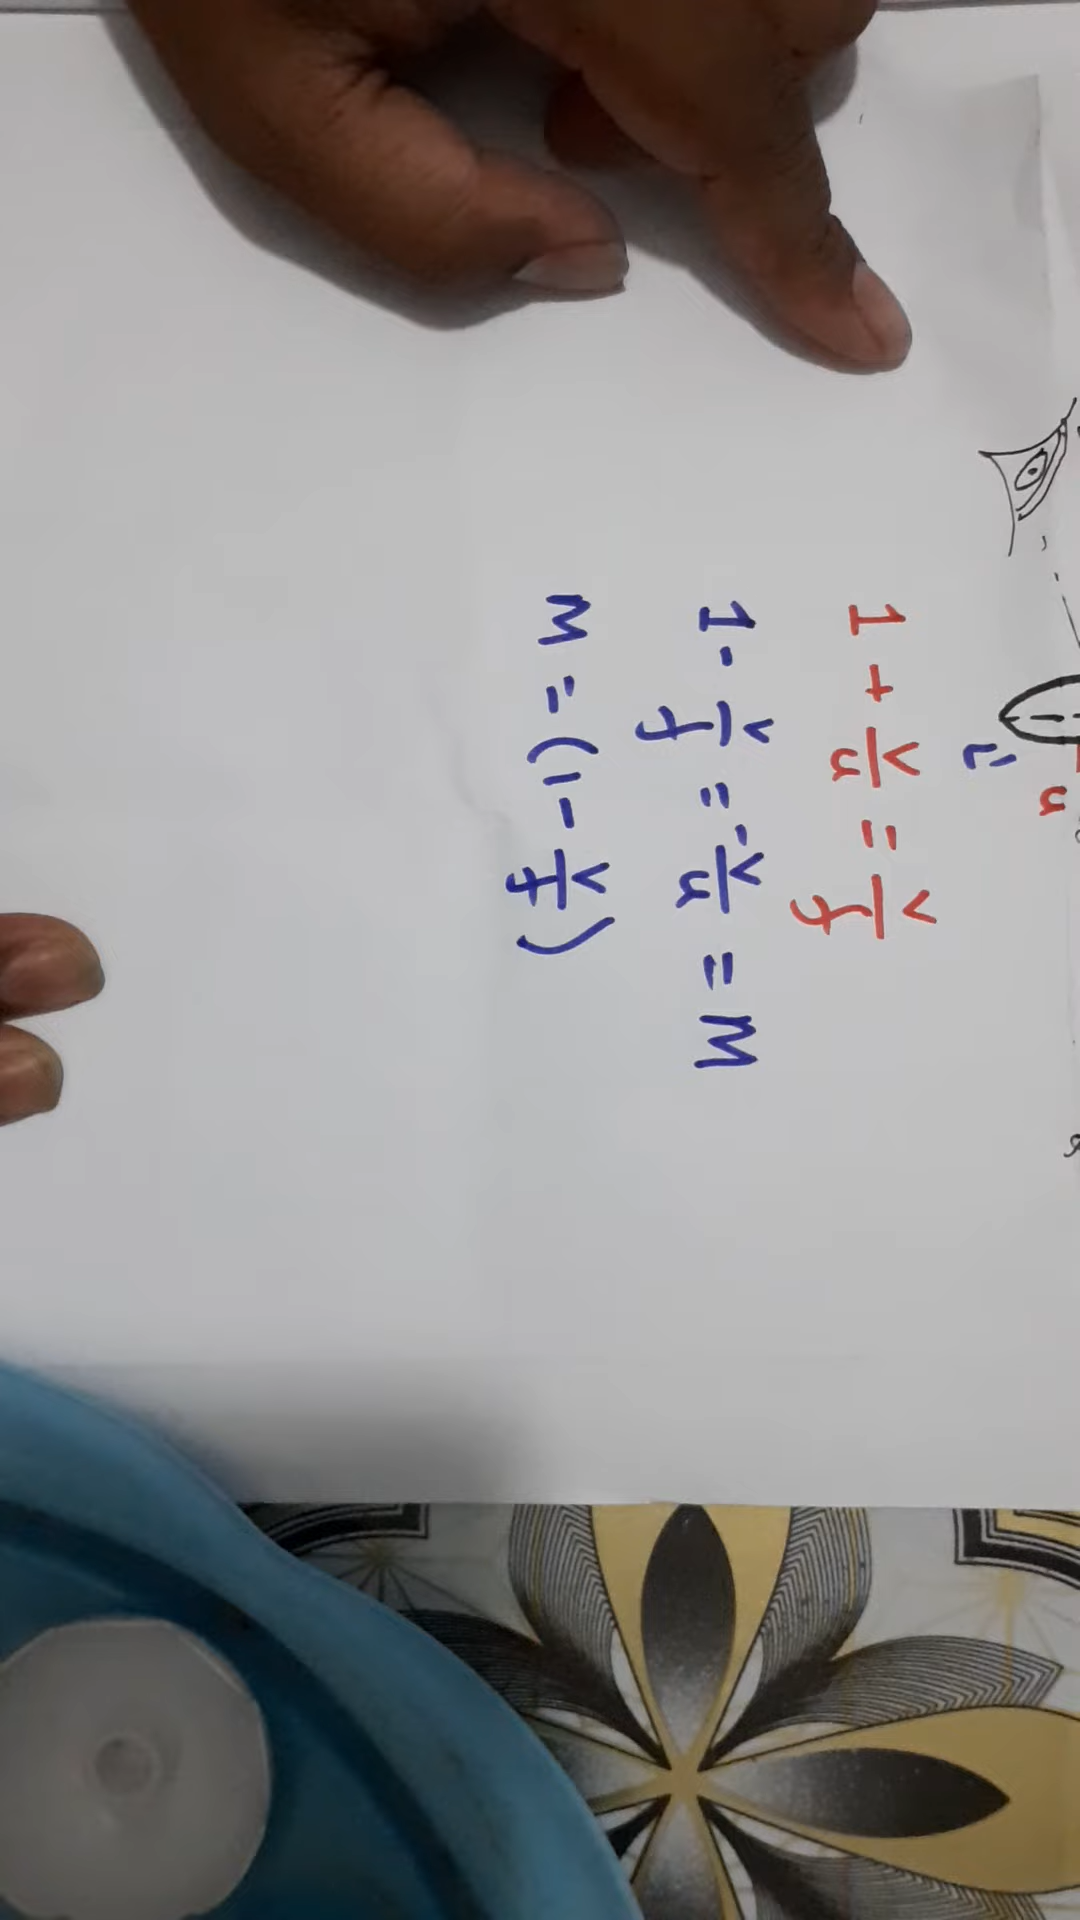 L'
u
1 + v/u = v/f
1 - v/f = -v/u = M
M = (1 - v/f)